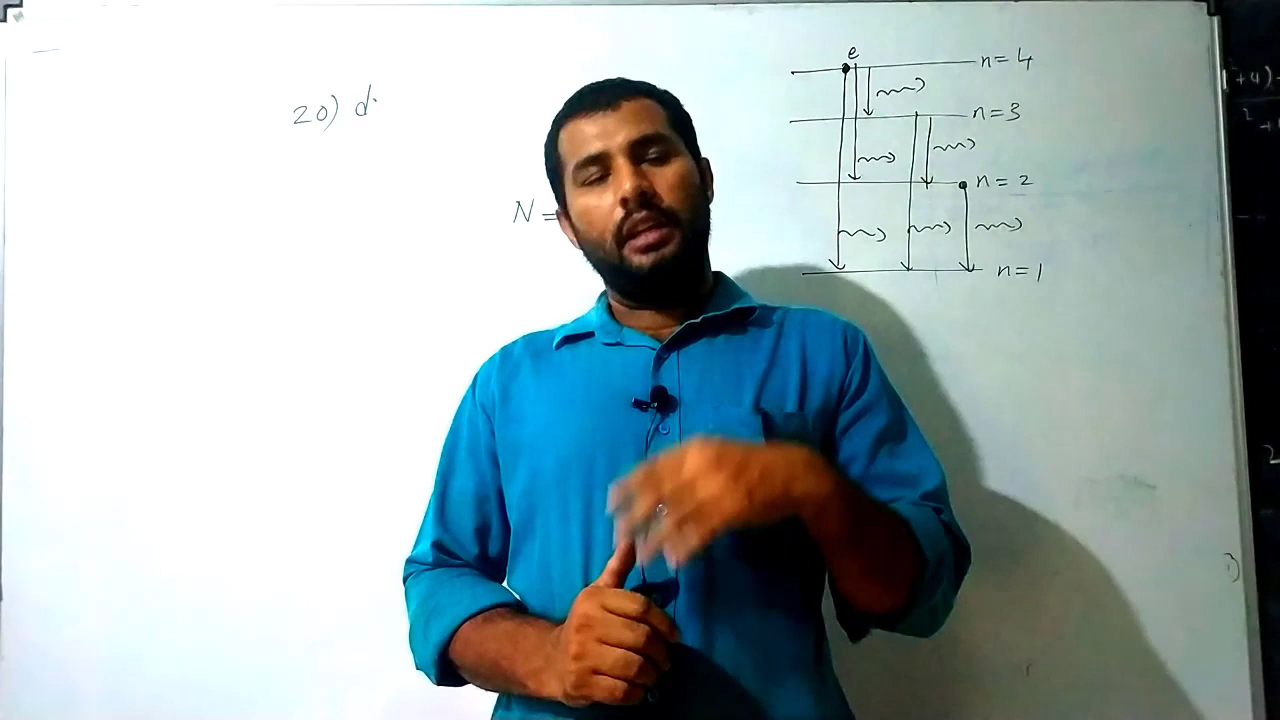 20) d
N =
e
n = 4
n = 3
n = 2
n = 1